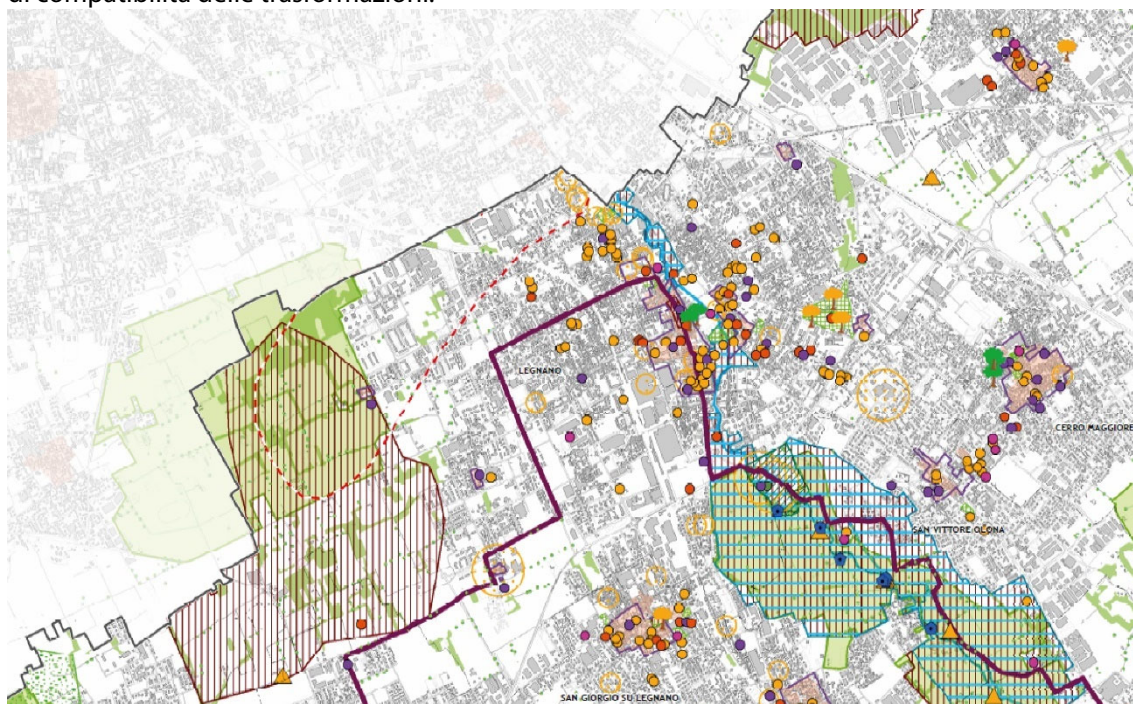 di compatibilità delle trasformazioni.
LEGNANO
CERRO MAGGIORE
SAN VITTORE OLONA
SAN GIORGIO SU LEGNANO